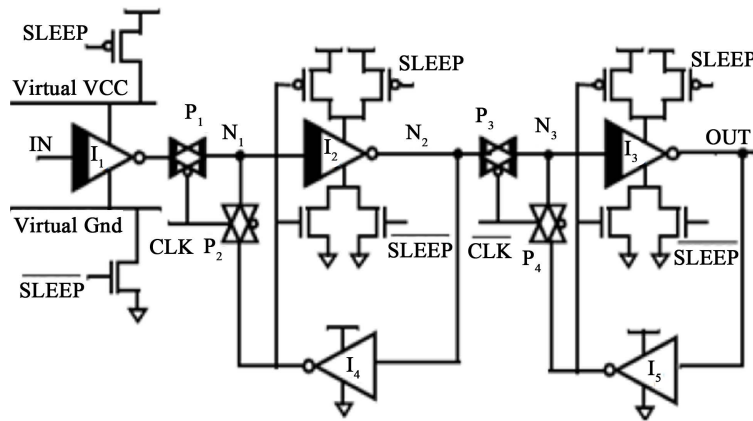 SLEEP
SLEEP
SLEEP
Virtual VCC
P1
P3
IN
I1
N1
I2
N2
N3
I3
OUT
Virtual Gnd
CLK
P2
SLEEP
CLK
P4
SLEEP
SLEEP
I4
I5